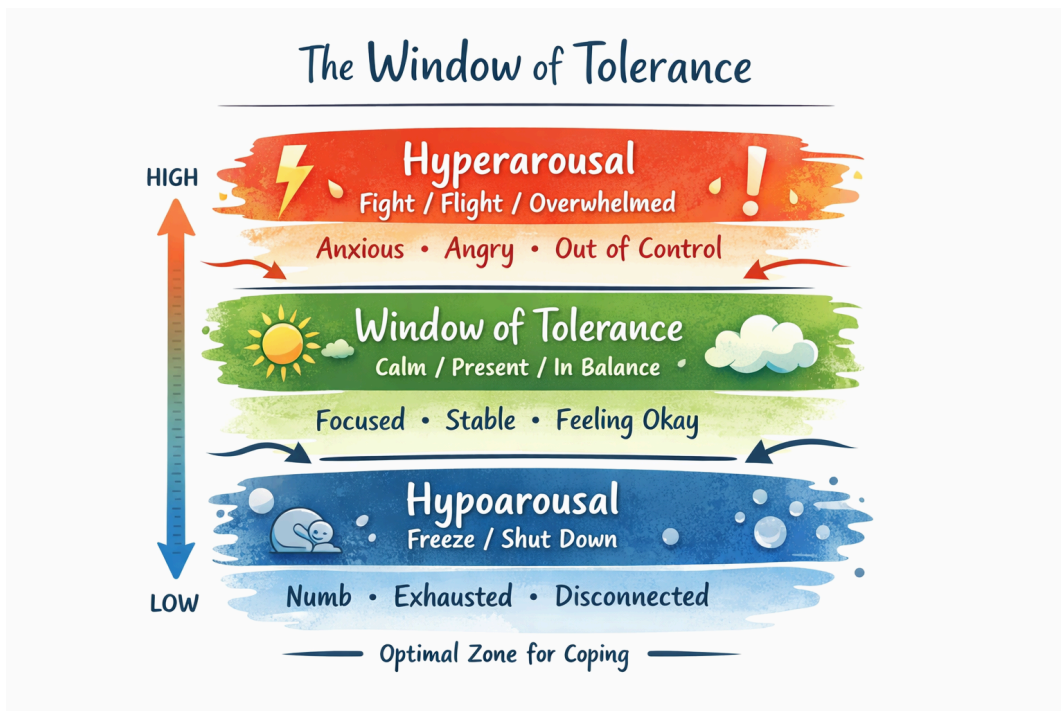 The Window of Tolerance
HIGH
Hyperarousal
Fight / Flight / Overwhelmed
Anxious • Angry • Out of Control
Window of Tolerance
Calm / Present / In Balance
Focused • Stable • Feeling Okay
Hypoarousal
Freeze / Shut Down
LOW
Numb • Exhausted • Disconnected
Optimal Zone for Coping